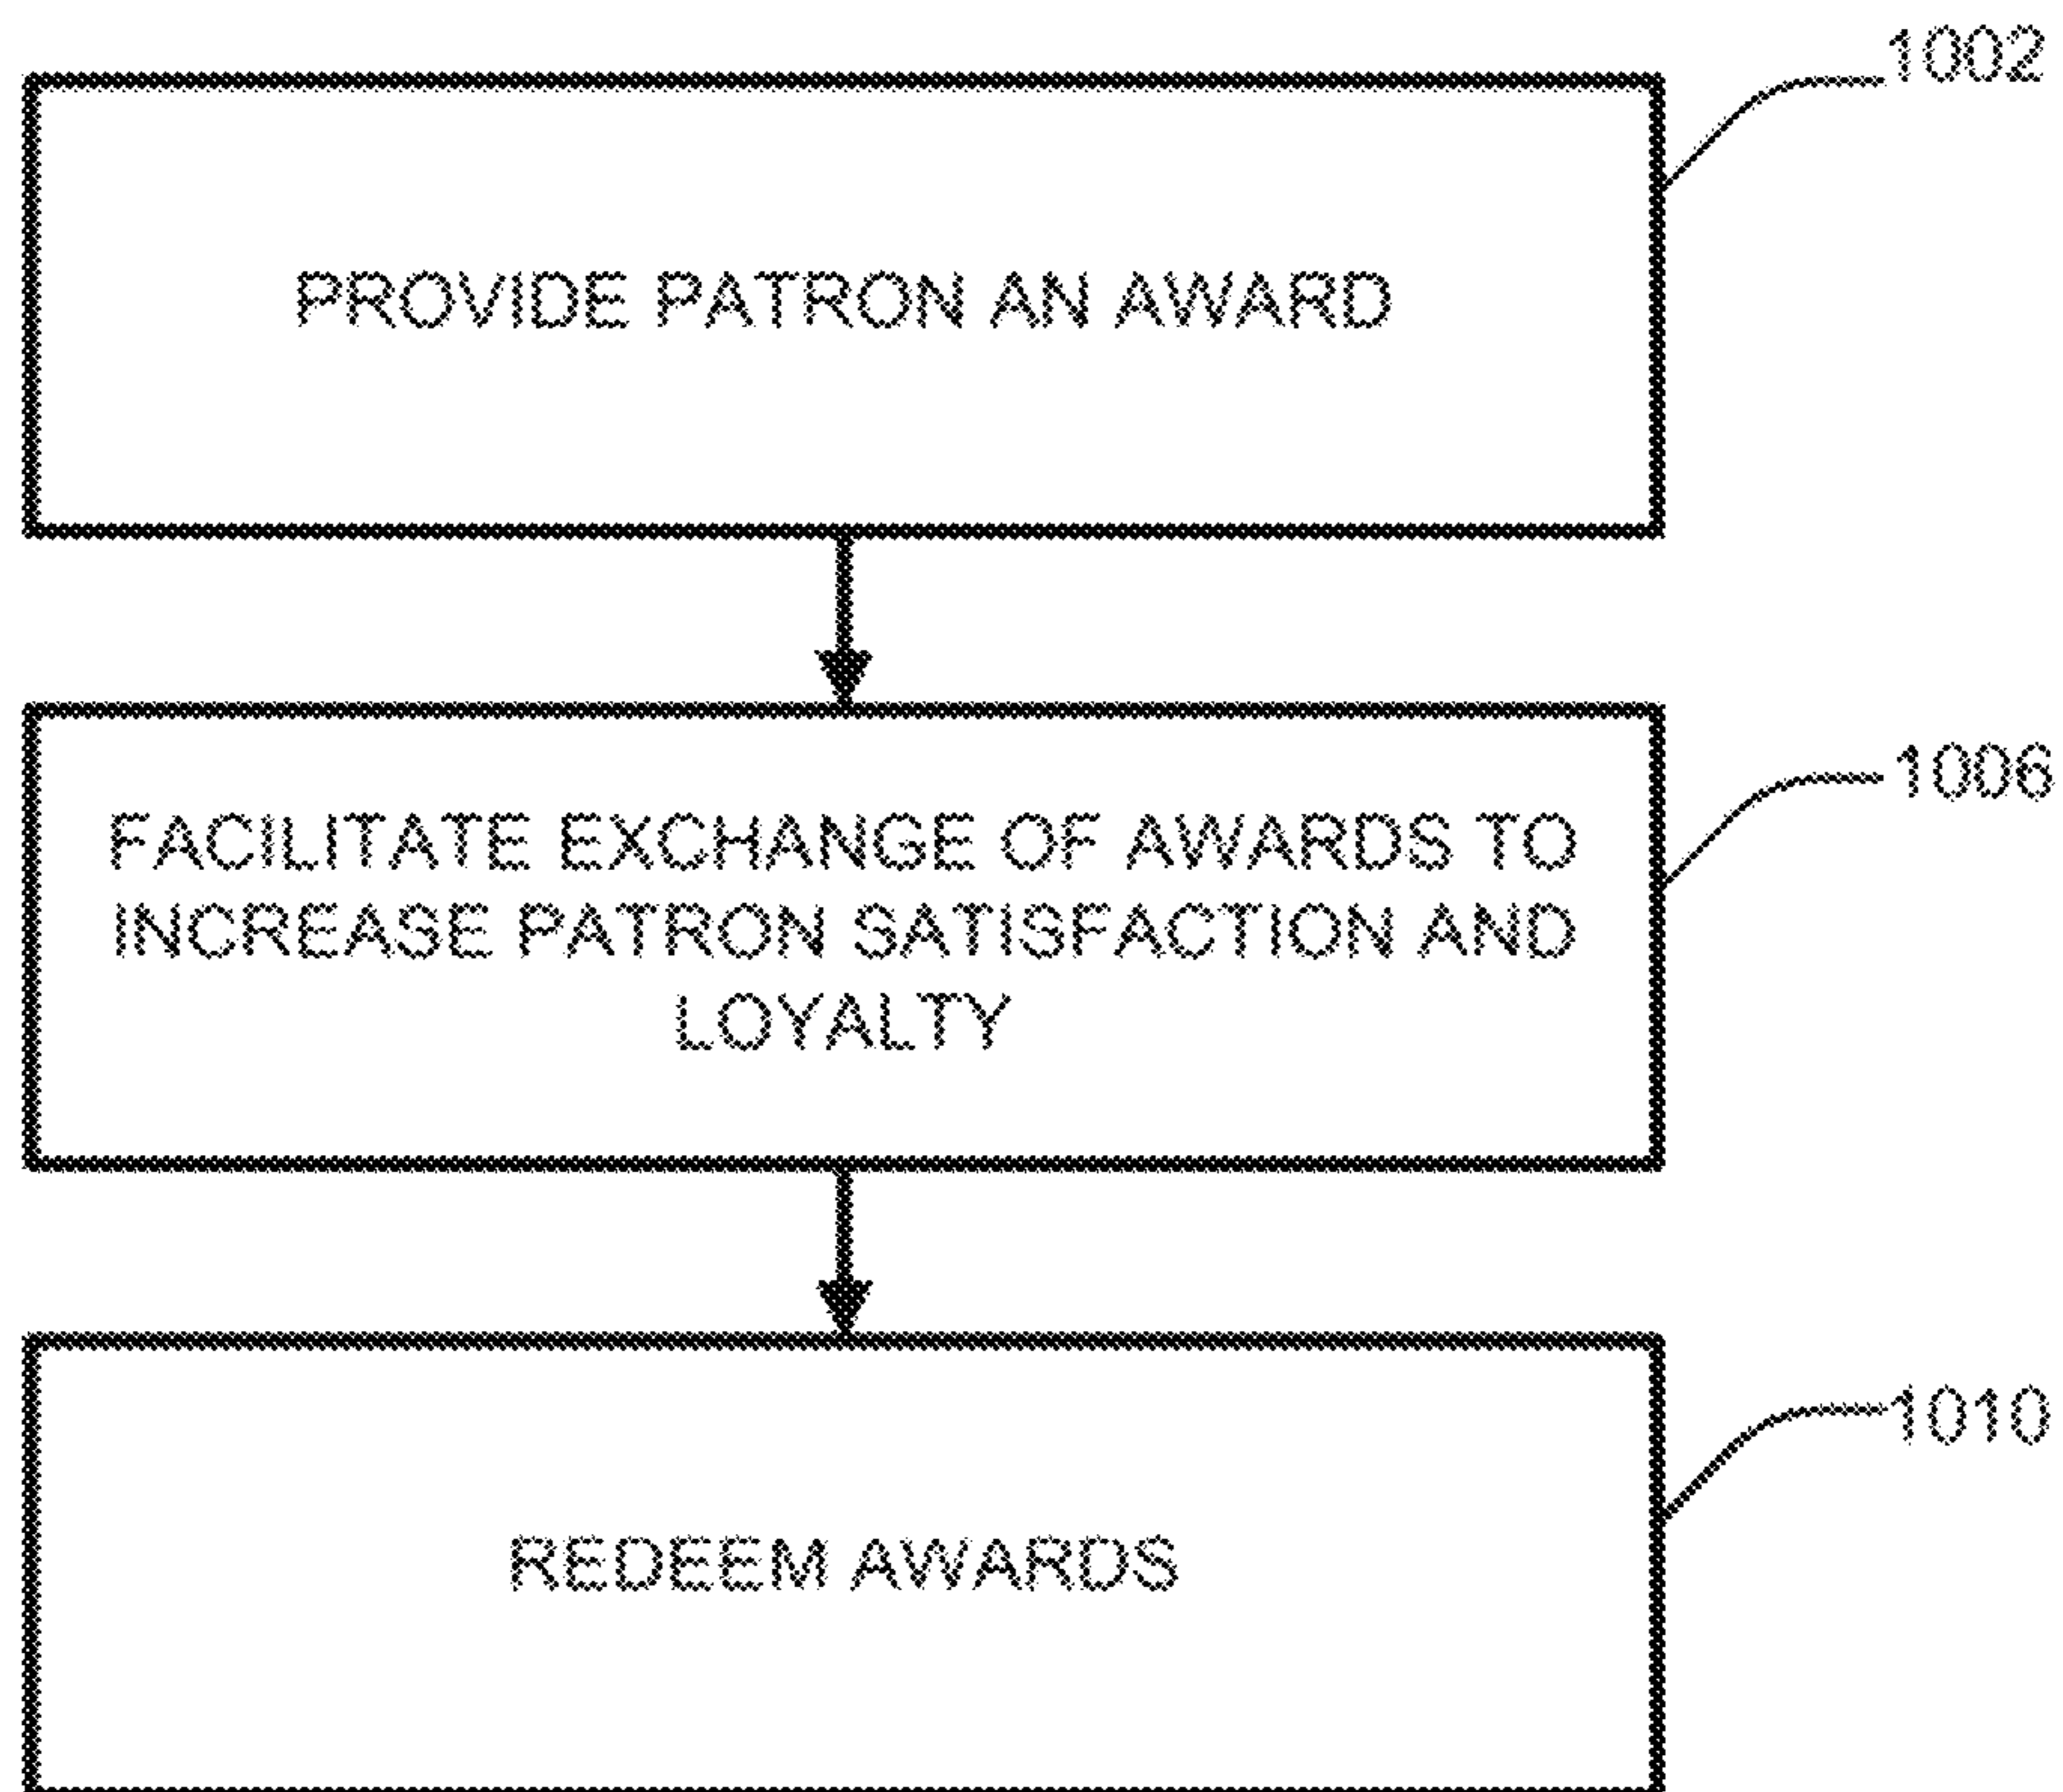 1002
PROVIDE PATRON AN AWARD
1006
FACILITATE EXCHANGE OF AWARDS TO
INCREASE PATRON SATISFACTION AND
LOYALTY
1010
REDEEM AWARDS